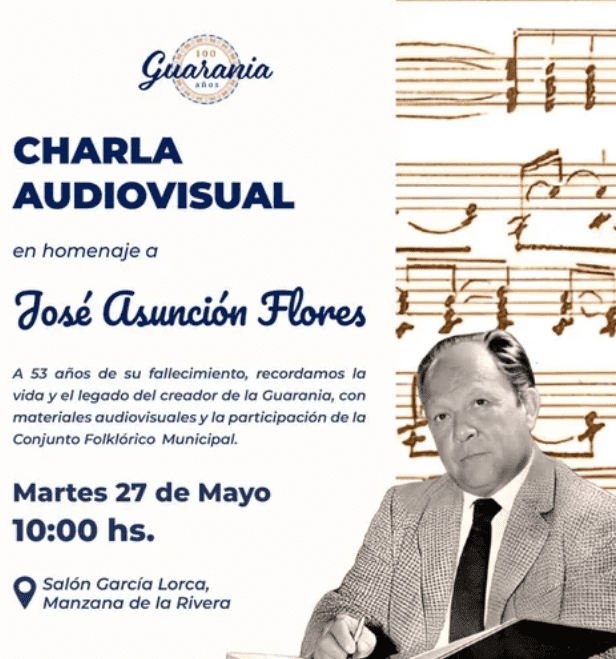 100
Guarania
años
CHARLA
AUDIOVISUAL
en homenaje a
José Asunción Flores
A 53 años de su fallecimiento, recordamos la
vida y el legado del creador de la Guarania, con
materiales audiovisuales y la participación de la
Conjunto Folklórico Municipal.
Martes 27 de Mayo
10:00 hs.
Salón García Lorca,
Manzana de la Rivera